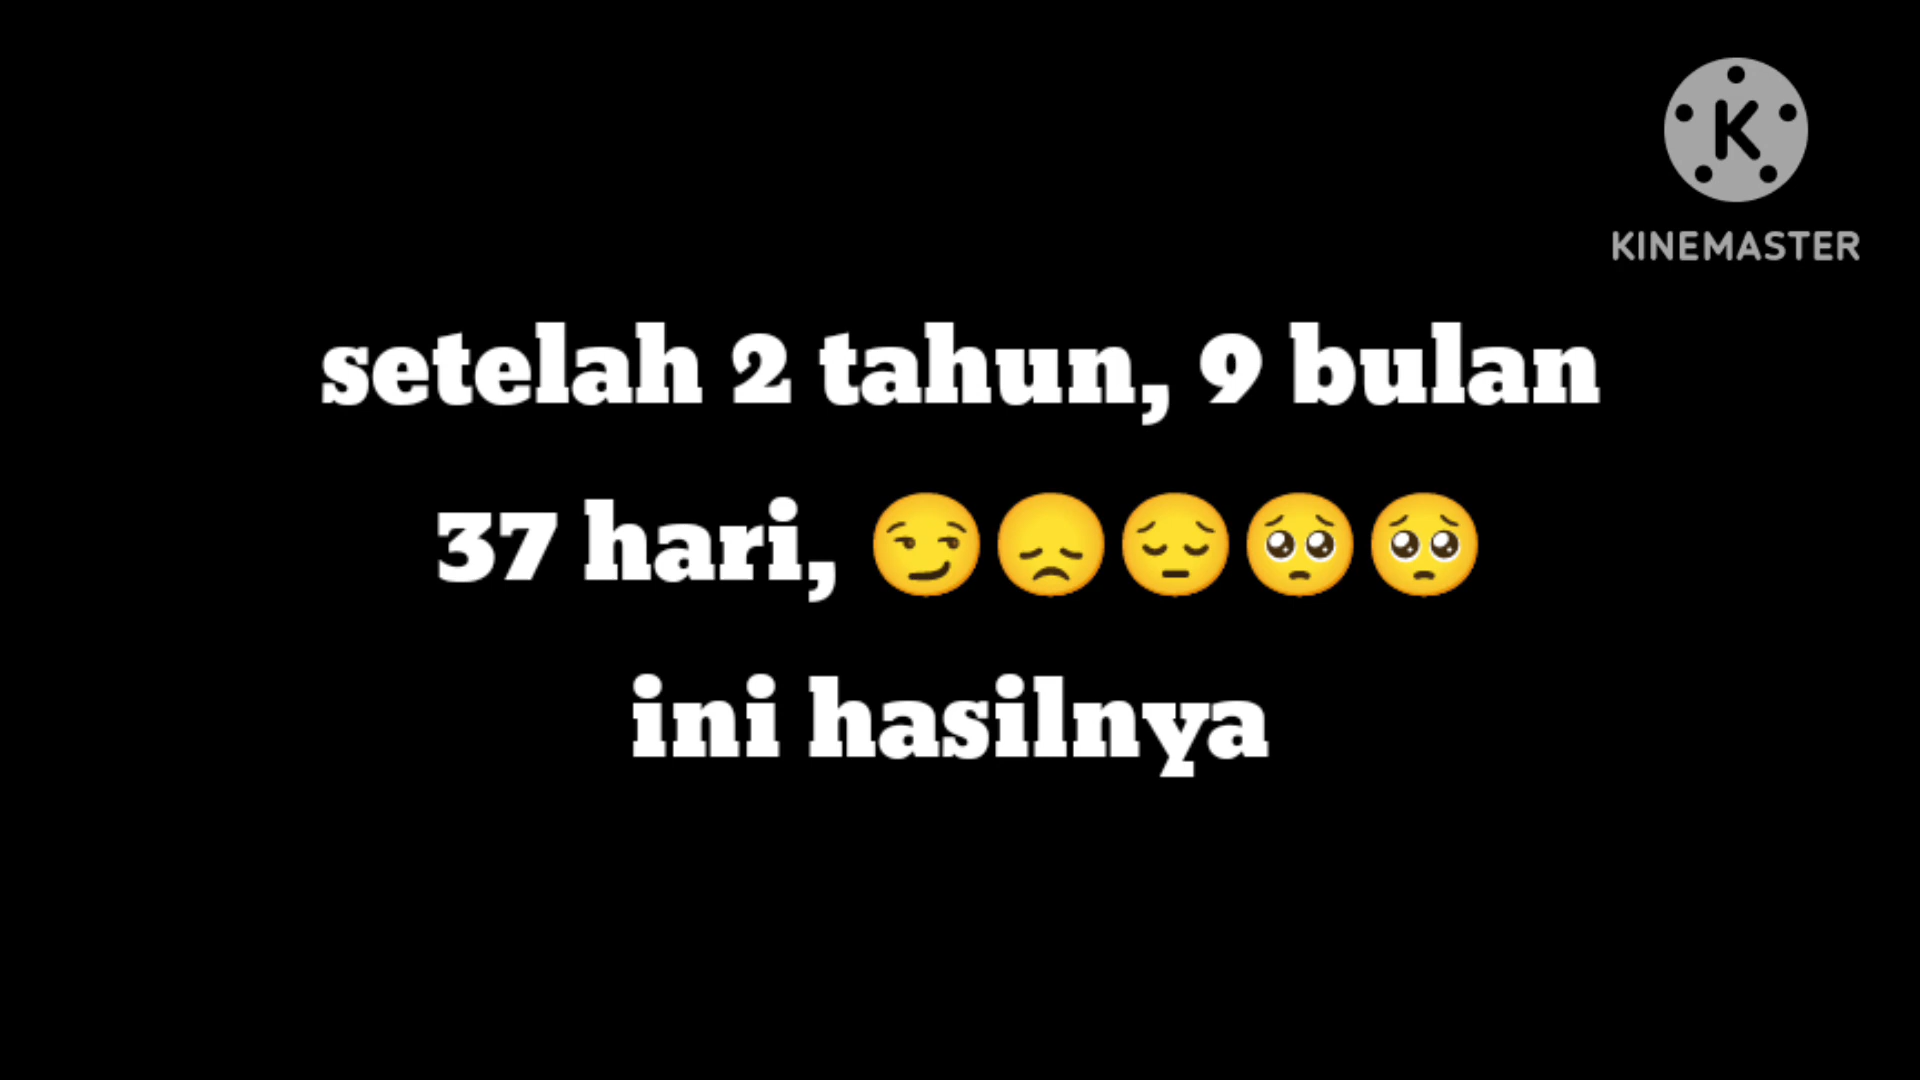 KINEMASTER
setelah 2 tahun, 9 bulan
37 hari, 😏😞😔🥺🥺
ini hasilnya